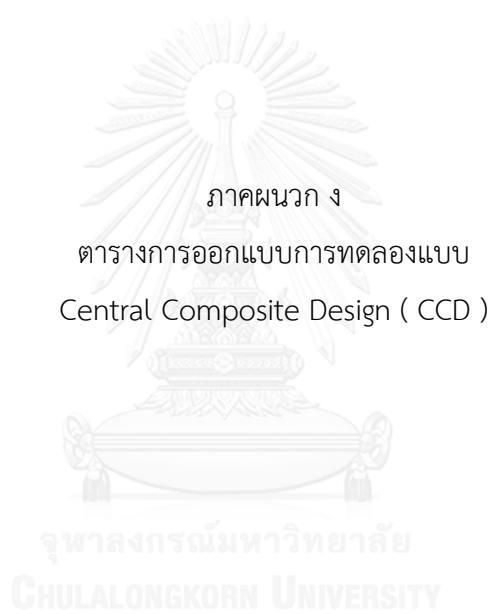 ภาคผนวก ง
ตารางการออกแบบการทดลองแบบ
Central Composite Design ( CCD )
จุฬาลงกรณ์มหาวิทยาลัย
CHULALONGKORN UNIVERSITY